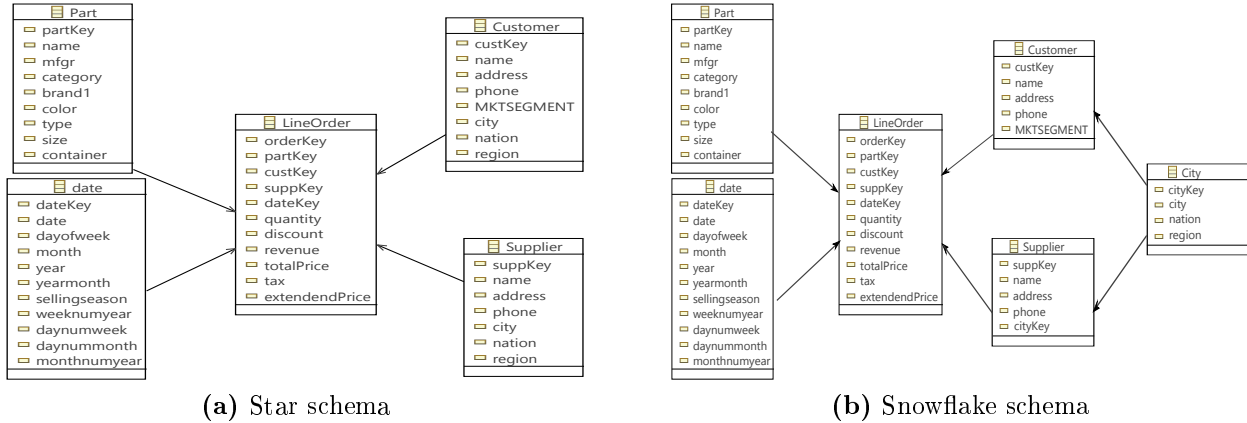 Part
partKey
name
mfgr
category
brand1
color
type
size
container
date
dateKey
date
dayofweek
month
year
yearmonth
sellingseason
weeknumyear
daynumweek
daynummonth
monthnumyear
LineOrder
orderKey
partKey
custKey
suppKey
dateKey
quantity
discount
revenue
totalPrice
tax
extendendPrice
Customer
custKey
name
address
phone
MKTSEGMENT
city
nation
region
Supplier
suppKey
name
address
phone
city
nation
region
(a) Star schema
Part
partKey
name
mfgr
category
brand1
color
type
size
container
date
dateKey
date
dayofweek
month
year
yearmonth
sellingseason
weeknumyear
daynumweek
daynummonth
monthnumyear
LineOrder
orderKey
partKey
custKey
suppKey
dateKey
quantity
discount
revenue
totalPrice
tax
extendendPrice
Customer
custKey
name
address
phone
MKTSEGMENT
Supplier
suppKey
name
address
phone
cityKey
City
cityKey
city
nation
region
(b) Snowflake schema